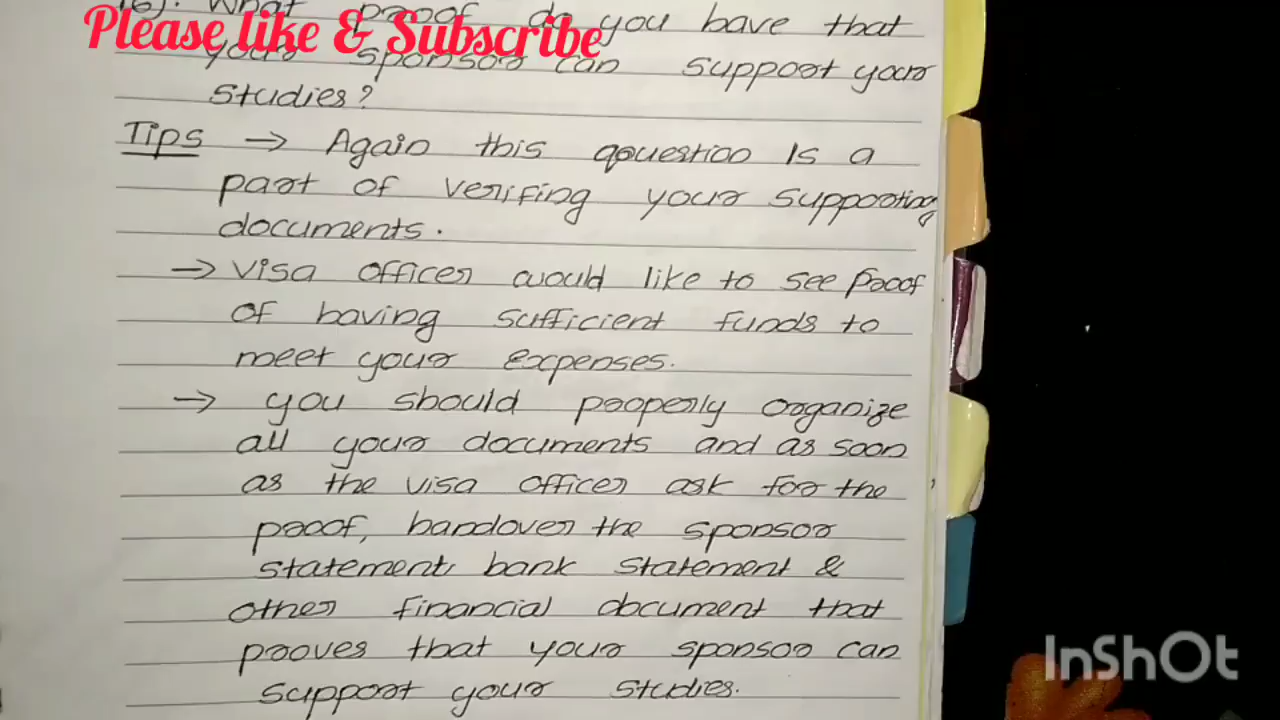 16). What proof do you have that
Please like & Subscribe
your sponsor can support your
studies?
Tips → Again this question is a
part of verifing your supporting
documents.
→ visa officer would like to see proof
of having sufficient funds to
meet your expenses.
→ you should properly organize
all your documents and as soon
as the visa officer ask for the
proof, handover the sponsor
statement, bank statement &
other financial document that
prooves that your sponsor can
support your studies.
InShOt